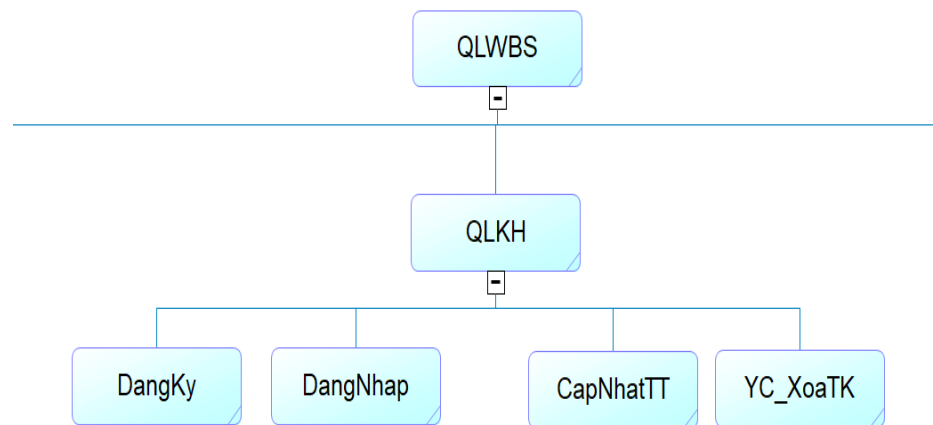 QLWBS
QLKH
DangKy
DangNhap
CapNhatTT
YC_XoaTK